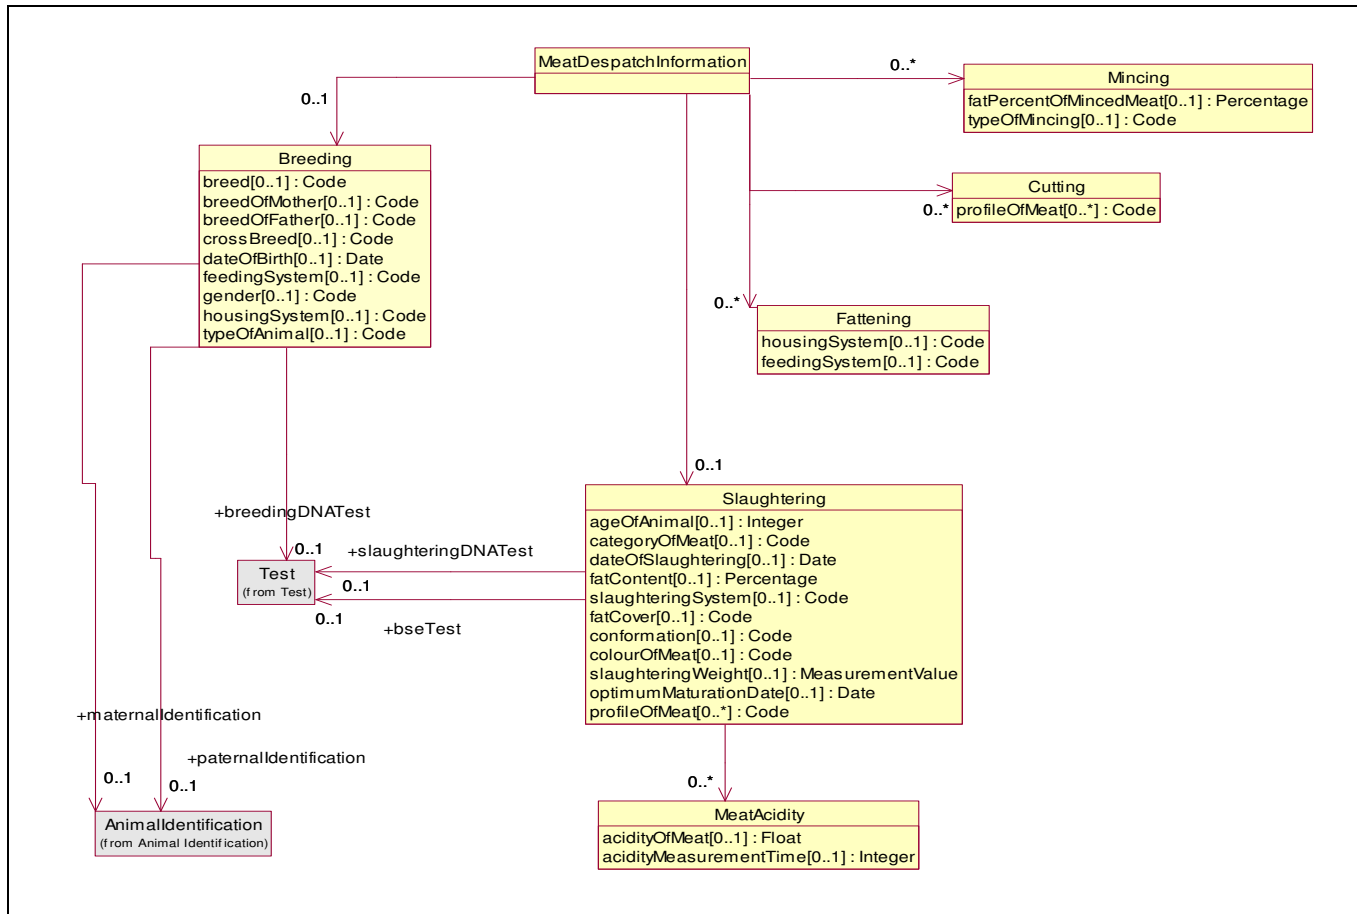 MeatDespatchInformation
0..*
Mincing
fatPercentOfMincedMeat[0..1] : Percentage
typeOfMincing[0..1] : Code
0..1
Breeding
breed[0..1] : Code
breedOfMother[0..1] : Code
breedOfFather[0..1] : Code
crossBreed[0..1] : Code
dateOfBirth[0..1] : Date
feedingSystem[0..1] : Code
gender[0..1] : Code
housingSystem[0..1] : Code
typeOfAnimal[0..1] : Code
Cutting
profileOfMeat[0..*] : Code
0..*
0..*
Fattening
housingSystem[0..1] : Code
feedingSystem[0..1] : Code
0..1
Slaughtering
ageOfAnimal[0..1] : Integer
categoryOfMeat[0..1] : Code
dateOfSlaughtering[0..1] : Date
fatContent[0..1] : Percentage
slaughteringSystem[0..1] : Code
fatCover[0..1] : Code
conformation[0..1] : Code
colourOfMeat[0..1] : Code
slaughteringWeight[0..1] : MeasurementValue
optimumMaturationDate[0..1] : Date
profileOfMeat[0..*] : Code
+breedingDNATest
0..1
+slaughteringDNATest
0..1
Test
(from Test)
0..1
+bseTest
+maternalIdentification
+paternalIdentification
0..1
0..1
AnimalIdentification
(from Animal Identification)
0..*
MeatAcidity
acidityOfMeat[0..1] : Float
acidityMeasurementTime[0..1] : Integer